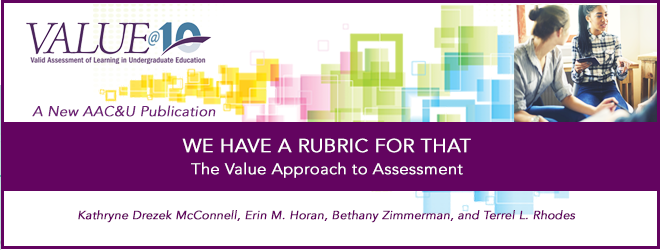 VALUE@10
Valid Assessment of Learning in Undergraduate Education
A New AAC&U Publication
WE HAVE A RUBRIC FOR THAT
The Value Approach to Assessment
Kathryne Drezek McConnell, Erin M. Horan, Bethany Zimmerman, and Terrel L. Rhodes